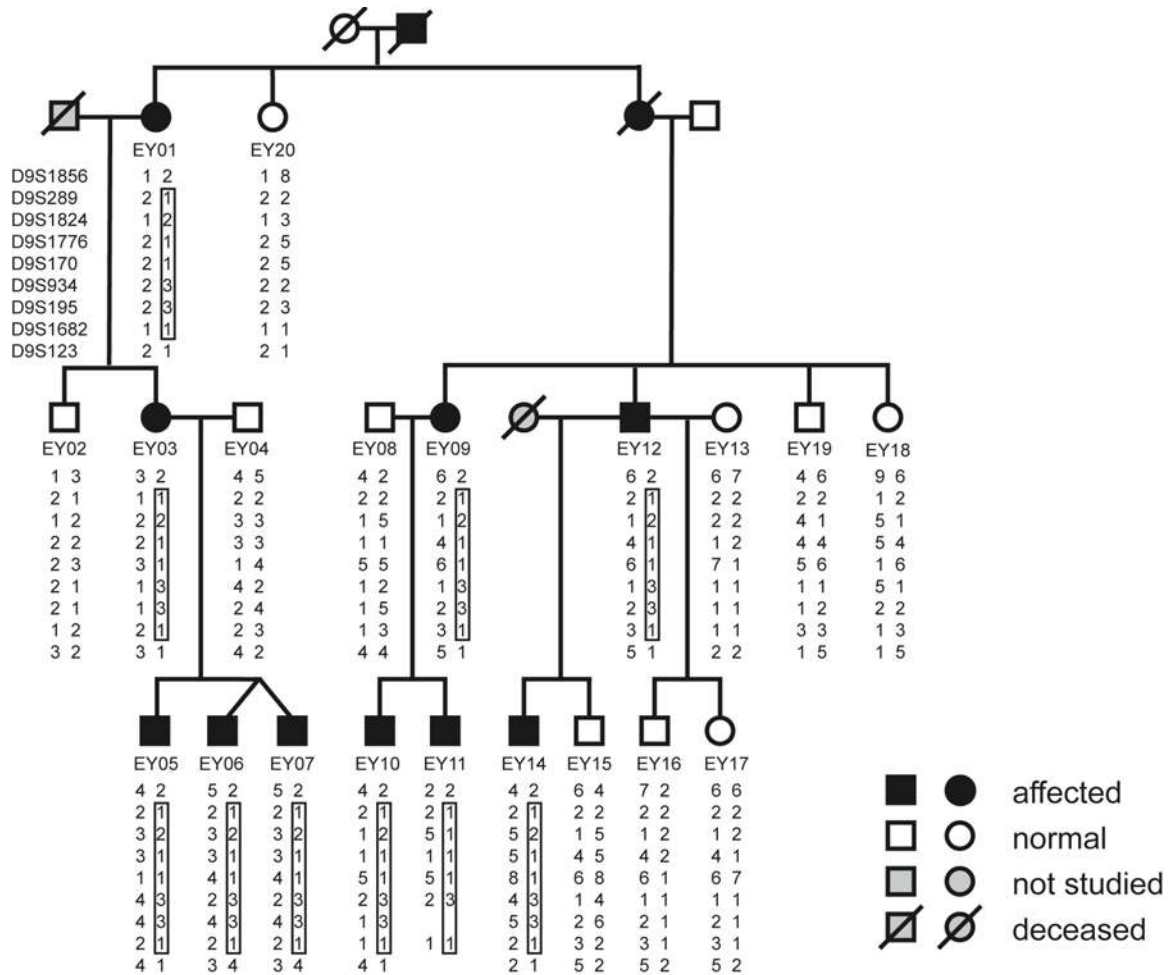 EY01 EY20
D9S1856 1 2 1 8
D9S289 2 1 2 2
D9S1824 1 2 1 3
D9S1776 2 1 2 5
D9S170 2 1 2 5
D9S934 2 3 2 2
D9S195 2 3 2 3
D9S1682 1 1 1 1
D9S123 2 1 2 1
EY02 EY03 EY04 EY08 EY09 EY12 EY13 EY19 EY18
1 3 3 2 4 5 4 2 6 2 6 2 6 7 4 6 9 6
2 1 1 1 2 2 2 2 2 1 2 1 2 2 2 2 1 2
1 2 2 2 3 3 1 5 1 2 1 2 2 2 4 1 5 1
2 2 2 1 3 3 1 1 4 1 4 1 1 2 4 4 5 4
2 3 3 1 1 4 5 5 6 1 6 1 7 1 5 6 1 6
2 1 1 3 4 2 1 2 1 3 1 3 1 1 1 1 5 1
2 1 1 3 2 4 1 5 2 3 2 3 1 1 1 2 2 2
1 2 2 1 2 3 1 3 3 1 3 1 1 1 3 3 1 3
3 2 3 1 4 2 4 4 5 1 5 1 2 2 1 5 1 5
EY05 EY06 EY07 EY10 EY11 EY14 EY15 EY16 EY17
4 2 5 2 5 2 4 2 2 2 4 2 6 4 7 2 6 6
2 1 2 1 2 1 2 1 2 1 2 1 2 2 2 2 2 2
3 2 3 2 3 2 1 2 5 1 5 2 1 5 1 2 1 2
3 1 3 1 3 1 1 1 1 1 5 1 4 5 4 2 4 1
1 1 4 1 4 1 5 1 5 1 8 1 6 8 6 1 6 7
4 3 2 3 2 3 2 3 2 3 4 3 1 4 1 1 1 1
4 3 4 3 4 3 1 3 5 3 2 6 2 1 2 1
2 1 2 1 2 1 1 1 1 1 2 1 3 2 3 1 3 1
4 1 3 4 3 4 4 1 2 1 5 2 5 2 5 2
affected
normal
not studied
deceased